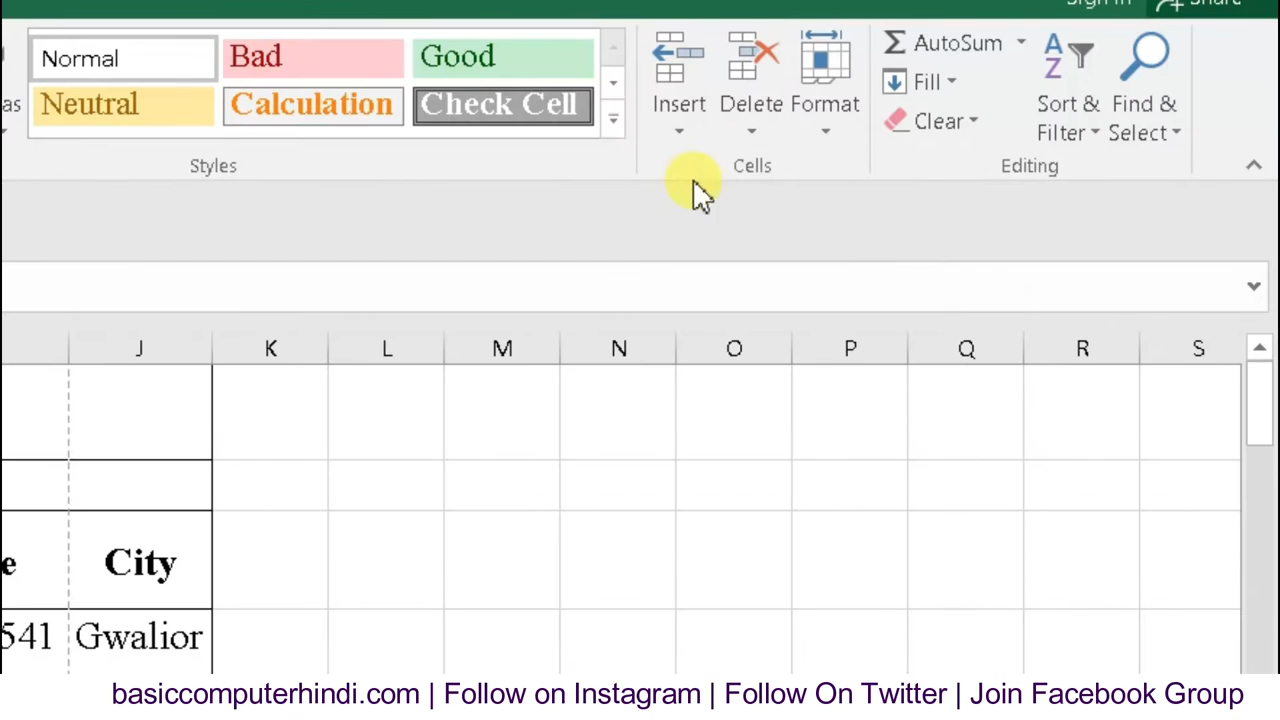 Sign in Share
Normal Bad Good
Neutral Calculation Check Cell
Insert Delete Format
AutoSum
Fill
Clear
Sort & Filter
Find & Select
Styles Cells Editing
J K L M N O P Q R S
City
541 Gwalior
basiccomputerhindi.com | Follow on Instagram | Follow On Twitter | Join Facebook Group